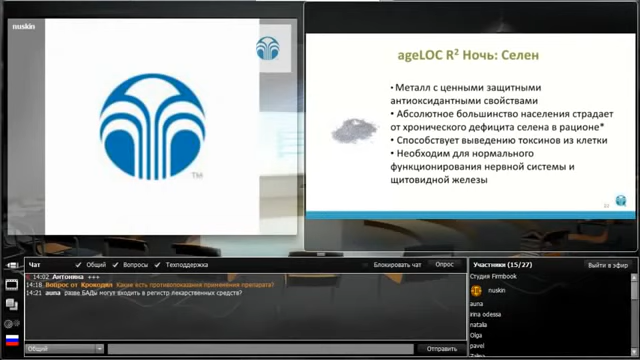 nuskin
ageLOC R² Ночь: Селен
• Металл с ценными защитными
антиоксидантными свойствами
• Абсолютное большинство населения страдает
от хронического дефицита селена в рационе*
• Способствует выведению токсинов из клетки
• Необходим для нормального
функционирования нервной системы и
щитовидной железы
TM
Чат
Общий
Вопросы
Техподдержка
Блокировать чат
Опрос
Участники (15/27)
Выйти в эфир
14:02 Антоняна +++
14:18 Вопрос от Крокодил Какие есть противопоказания применения препарата?
14:21 auna разве БАДы могут входить в регистр лекарственных средств?
Студия Firmbook
nuskin
auna
irina odessa
natalia
Olga
pavel
Общий
Отправить